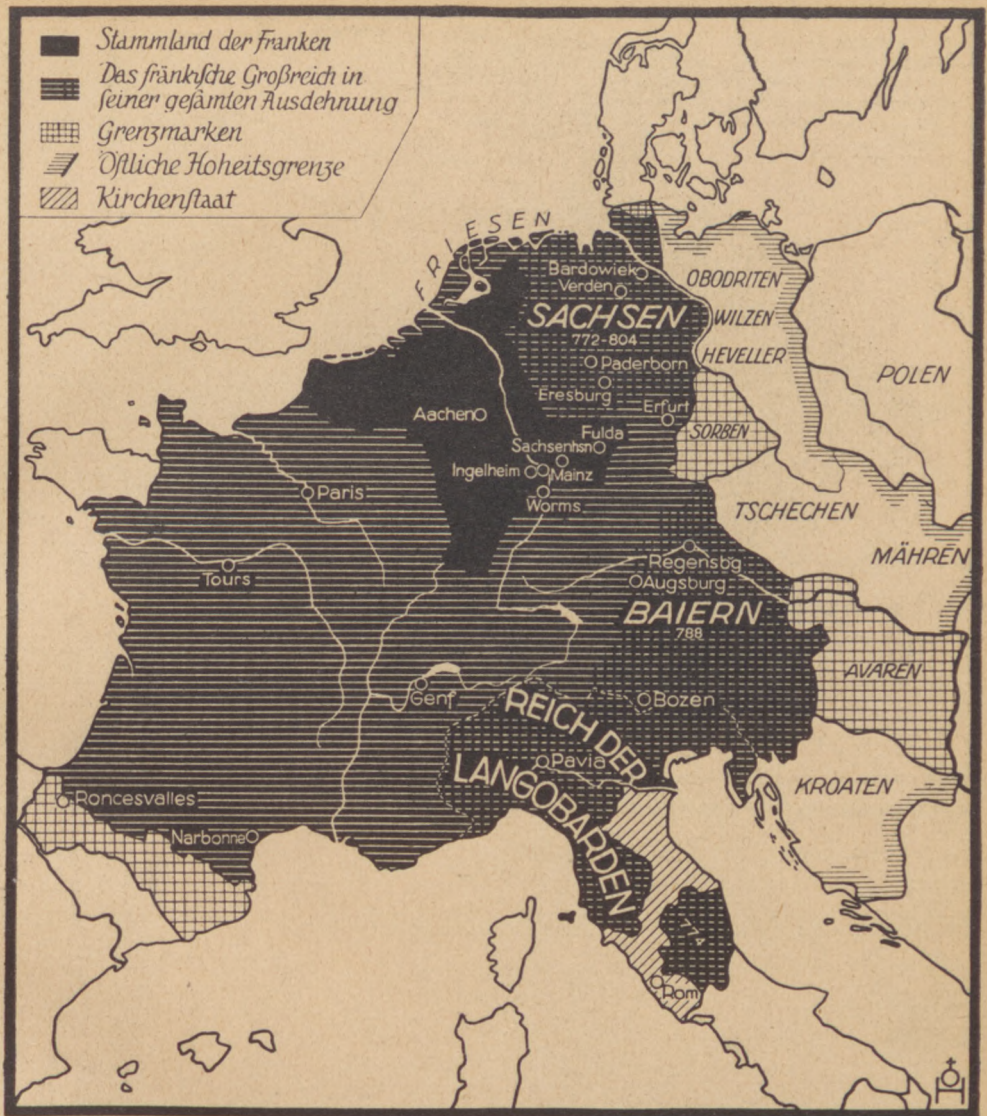 Stammland der Franken
Das fränkische Großreich in
seiner gesamten Ausdehnung
Grenzmarken
Östliche Hoheitsgrenze
Kirchenstaat
FRIESEN
Bardowiek
Verden
OBODRITEN
SACHSEN
772-804
WILZEN
HEVELLER
Paderborn
POLEN
Eresburg
Aachen
Erfurt
Fulda
SORBEN
Sachsenhsn
Ingelheim
Mainz
Paris
Worms
TSCHECHEN
MÄHREN
Regensbg
Tours
Augsburg
BAIERN
788
AVAREN
Genf
Bozen
REICH DER
LANGOBARDEN
Pavia
KROATEN
Roncesvalles
Narbonne
774
Rom